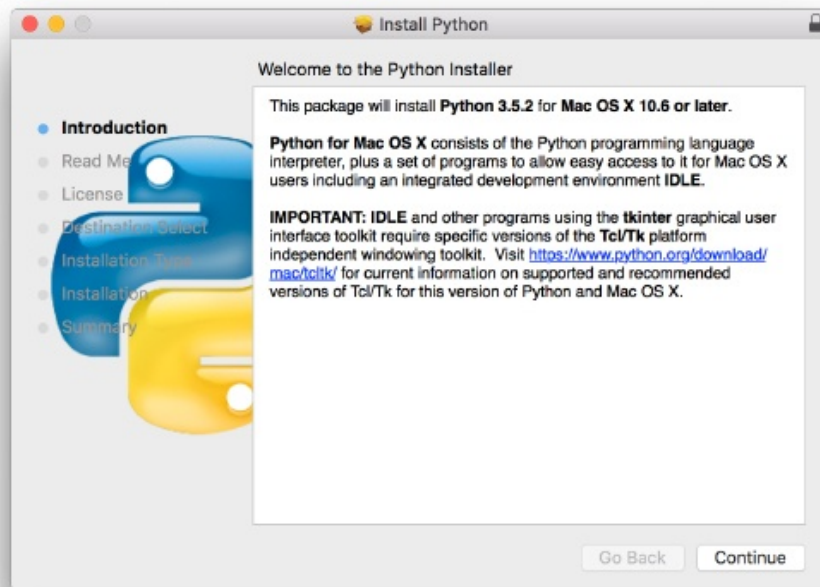 Install Python
Welcome to the Python Installer
Introduction
Read Me
License
Destination Select
Installation Type
Installation
Summary
This package will install Python 3.5.2 for Mac OS X 10.6 or later.
Python for Mac OS X consists of the Python programming language
interpreter, plus a set of programs to allow easy access to it for Mac OS X
users including an integrated development environment IDLE.
IMPORTANT: IDLE and other programs using the tkinter graphical user
interface toolkit require specific versions of the Tcl/Tk platform
independent windowing toolkit. Visit https://www.python.org/download/
mac/tcltk/ for current information on supported and recommended
versions of Tcl/Tk for this version of Python and Mac OS X.
Go Back
Continue